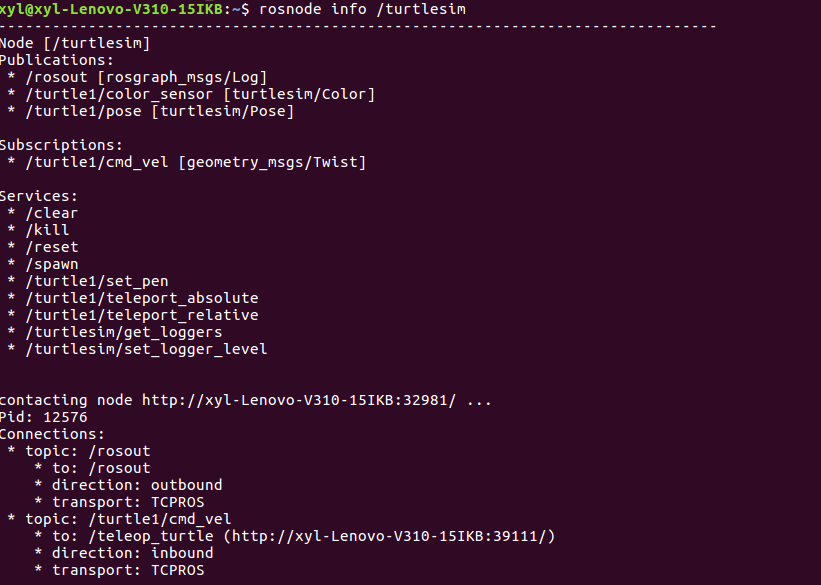 xyl@xyl-Lenovo-V310-15IKB:~$ rosnode info /turtlesim
--------------------------------------------------------------------------------
Node [/turtlesim]
Publications:
 * /rosout [rosgraph_msgs/Log]
 * /turtle1/color_sensor [turtlesim/Color]
 * /turtle1/pose [turtlesim/Pose]

Subscriptions:
 * /turtle1/cmd_vel [geometry_msgs/Twist]

Services:
 * /clear
 * /kill
 * /reset
 * /spawn
 * /turtle1/set_pen
 * /turtle1/teleport_absolute
 * /turtle1/teleport_relative
 * /turtlesim/get_loggers
 * /turtlesim/set_logger_level


contacting node http://xyl-Lenovo-V310-15IKB:32981/ ...
Pid: 12576
Connections:
 * topic: /rosout
    * to: /rosout
    * direction: outbound
    * transport: TCPROS
 * topic: /turtle1/cmd_vel
    * to: /teleop_turtle (http://xyl-Lenovo-V310-15IKB:39111/)
    * direction: inbound
    * transport: TCPROS